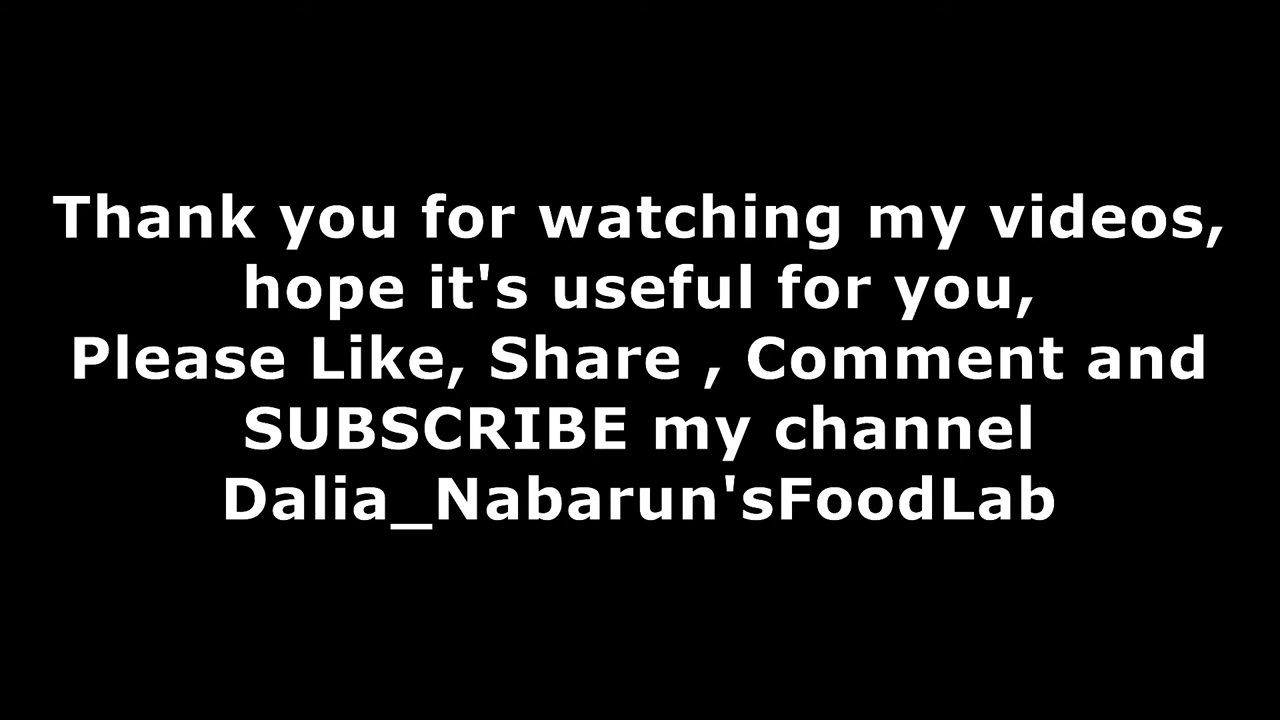 Thank you for watching my videos,
hope it's useful for you,
Please Like, Share , Comment and
SUBSCRIBE my channel
Dalia_Nabarun'sFoodLab